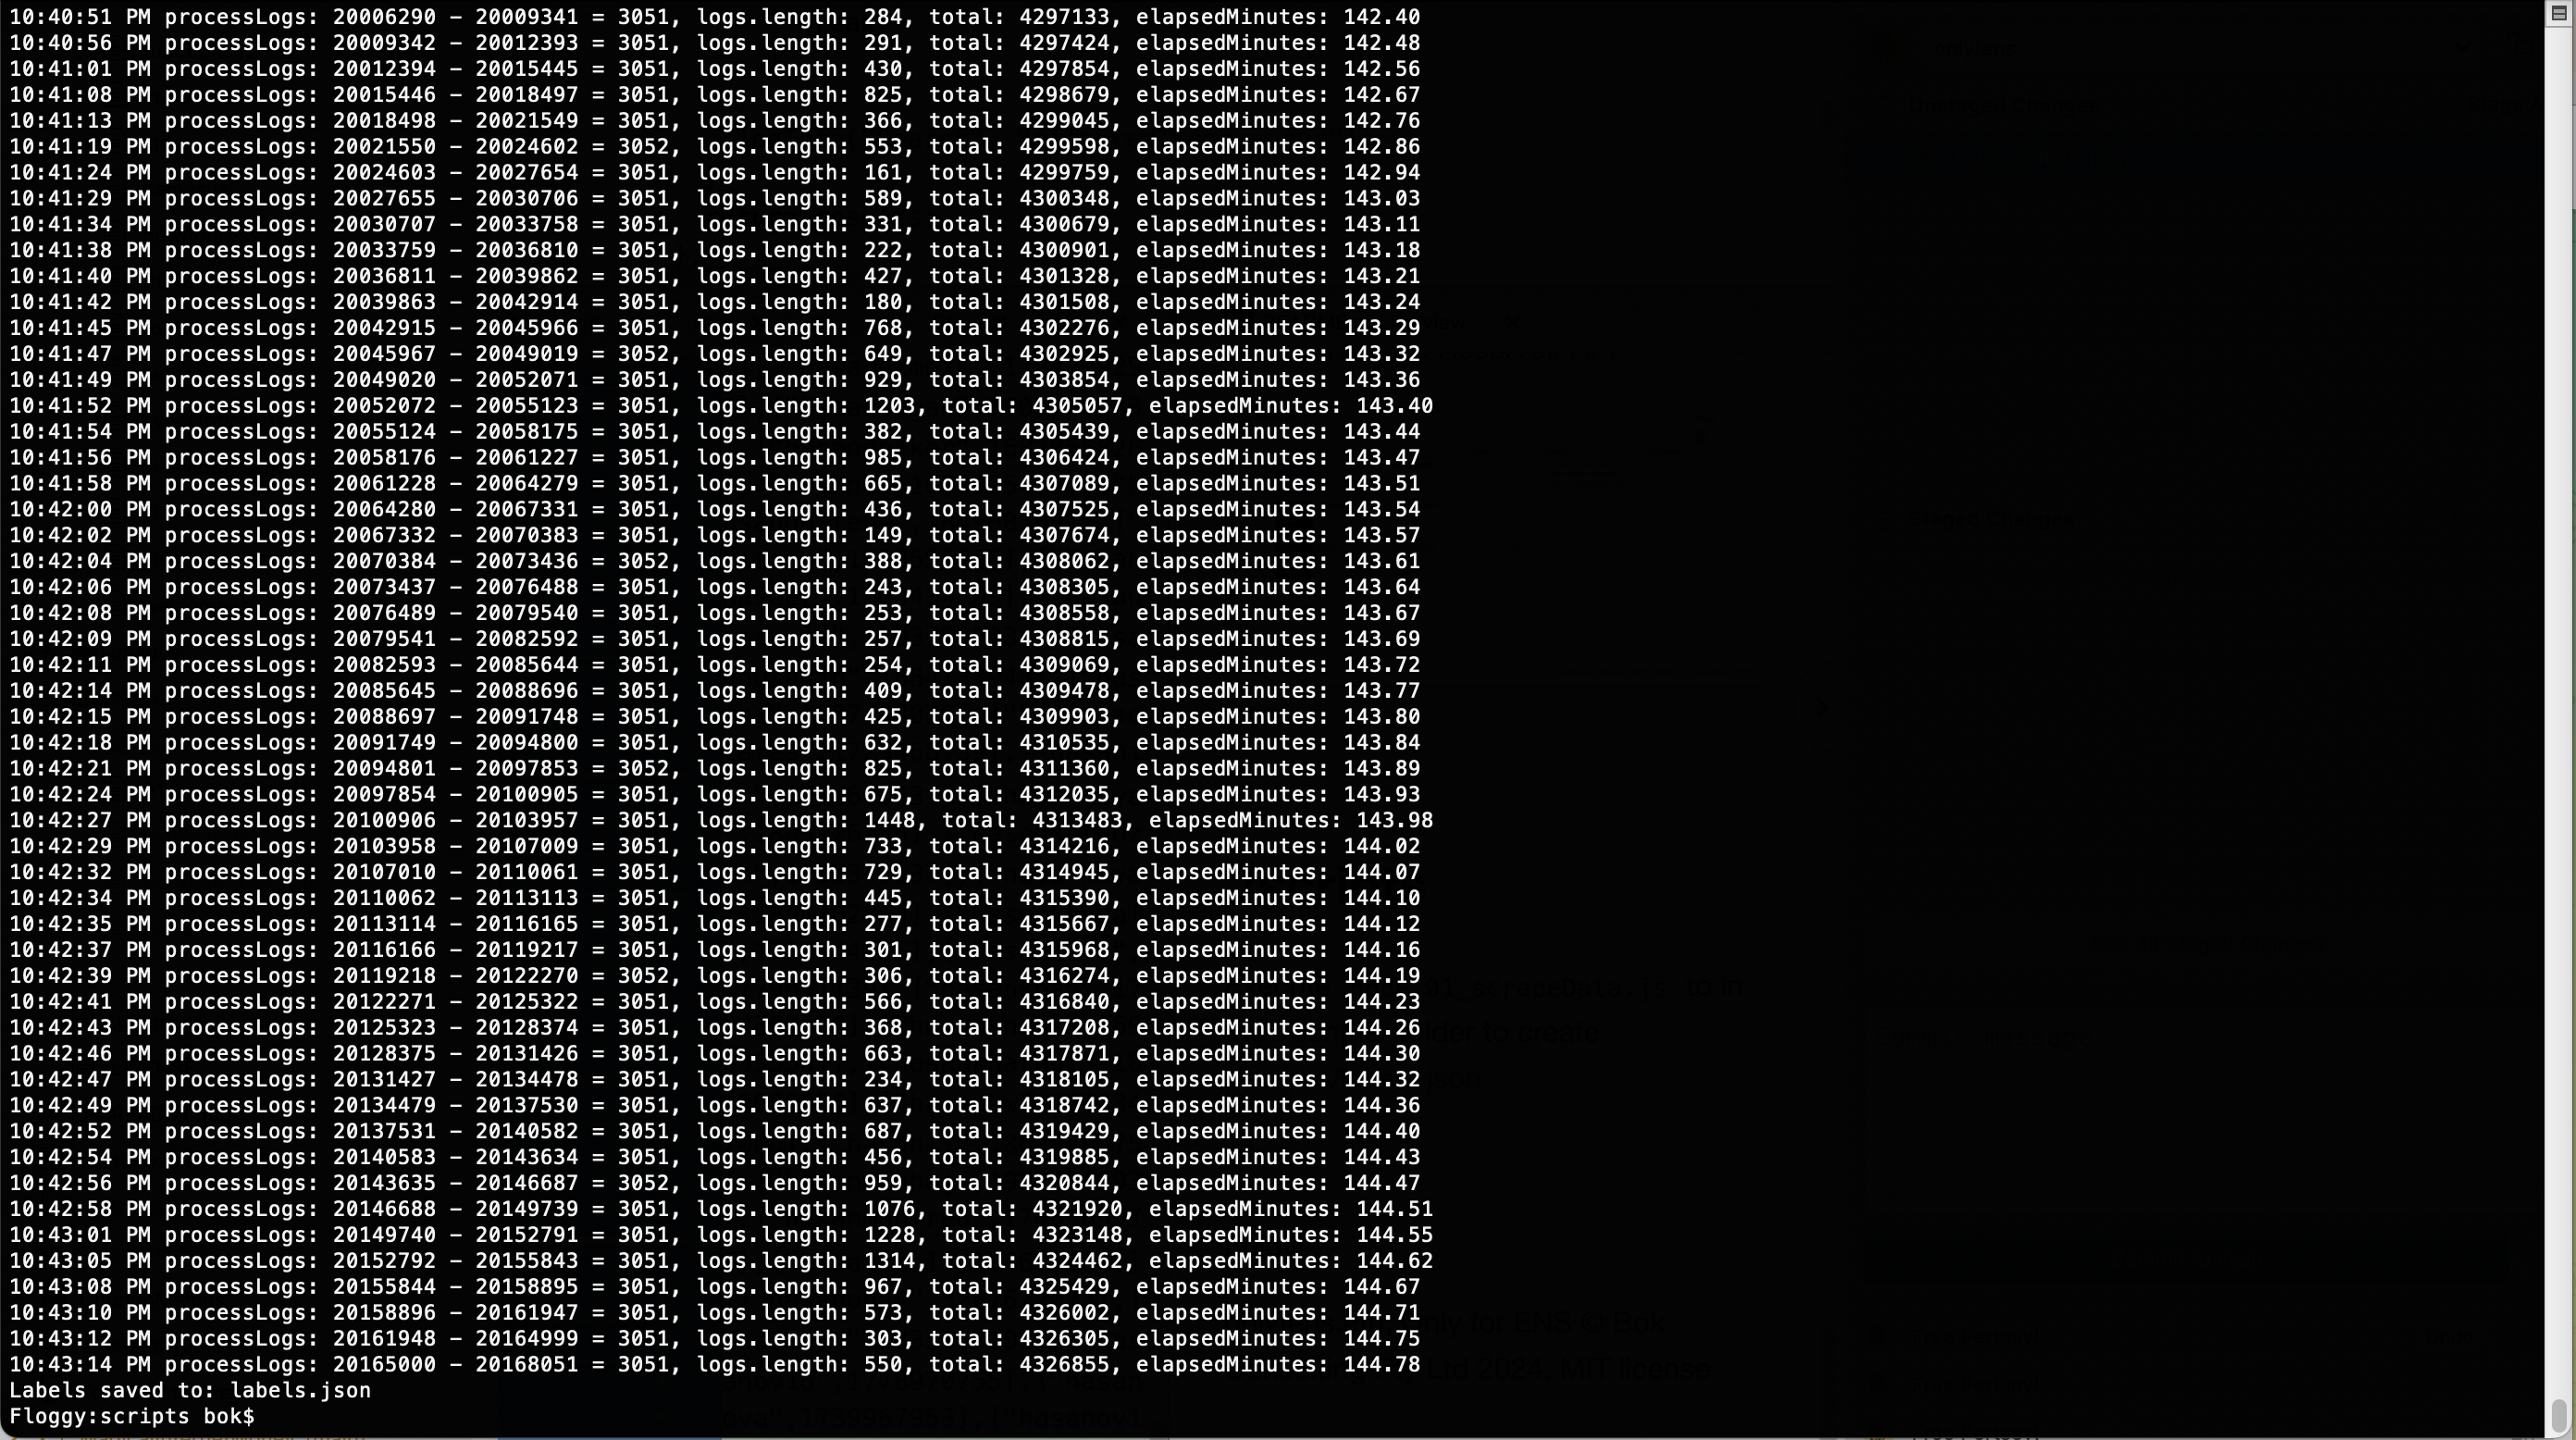 10:40:51 PM processLogs: 20006290 - 20009341 = 3051, logs.length: 284, total: 4297133, elapsedMinutes: 142.40
10:40:56 PM processLogs: 20009342 - 20012393 = 3051, logs.length: 291, total: 4297424, elapsedMinutes: 142.48
10:41:01 PM processLogs: 20012394 - 20015445 = 3051, logs.length: 430, total: 4297854, elapsedMinutes: 142.56
10:41:08 PM processLogs: 20015446 - 20018497 = 3051, logs.length: 825, total: 4298679, elapsedMinutes: 142.67
10:41:13 PM processLogs: 20018498 - 20021549 = 3051, logs.length: 366, total: 4299045, elapsedMinutes: 142.76
10:41:19 PM processLogs: 20021550 - 20024602 = 3052, logs.length: 553, total: 4299598, elapsedMinutes: 142.86
10:41:24 PM processLogs: 20024603 - 20027654 = 3051, logs.length: 161, total: 4299759, elapsedMinutes: 142.94
10:41:29 PM processLogs: 20027655 - 20030706 = 3051, logs.length: 589, total: 4300348, elapsedMinutes: 143.03
10:41:34 PM processLogs: 20030707 - 20033758 = 3051, logs.length: 331, total: 4300679, elapsedMinutes: 143.11
10:41:38 PM processLogs: 20033759 - 20036810 = 3051, logs.length: 222, total: 4300901, elapsedMinutes: 143.18
10:41:40 PM processLogs: 20036811 - 20039862 = 3051, logs.length: 427, total: 4301328, elapsedMinutes: 143.21
10:41:42 PM processLogs: 20039863 - 20042914 = 3051, logs.length: 180, total: 4301508, elapsedMinutes: 143.24
10:41:45 PM processLogs: 20042915 - 20045966 = 3051, logs.length: 768, total: 4302276, elapsedMinutes: 143.29
10:41:47 PM processLogs: 20045967 - 20049019 = 3052, logs.length: 649, total: 4302925, elapsedMinutes: 143.32
10:41:49 PM processLogs: 20049020 - 20052071 = 3051, logs.length: 929, total: 4303854, elapsedMinutes: 143.36
10:41:52 PM processLogs: 20052072 - 20055123 = 3051, logs.length: 1203, total: 4305057, elapsedMinutes: 143.40
10:41:54 PM processLogs: 20055124 - 20058175 = 3051, logs.length: 382, total: 4305439, elapsedMinutes: 143.44
10:41:56 PM processLogs: 20058176 - 20061227 = 3051, logs.length: 985, total: 4306424, elapsedMinutes: 143.47
10:41:58 PM processLogs: 20061228 - 20064279 = 3051, logs.length: 665, total: 4307089, elapsedMinutes: 143.51
10:42:00 PM processLogs: 20064280 - 20067331 = 3051, logs.length: 436, total: 4307525, elapsedMinutes: 143.54
10:42:02 PM processLogs: 20067332 - 20070383 = 3051, logs.length: 149, total: 4307674, elapsedMinutes: 143.57
10:42:04 PM processLogs: 20070384 - 20073436 = 3052, logs.length: 388, total: 4308062, elapsedMinutes: 143.61
10:42:06 PM processLogs: 20073437 - 20076488 = 3051, logs.length: 243, total: 4308305, elapsedMinutes: 143.64
10:42:08 PM processLogs: 20076489 - 20079540 = 3051, logs.length: 253, total: 4308558, elapsedMinutes: 143.67
10:42:09 PM processLogs: 20079541 - 20082592 = 3051, logs.length: 257, total: 4308815, elapsedMinutes: 143.69
10:42:11 PM processLogs: 20082593 - 20085644 = 3051, logs.length: 254, total: 4309069, elapsedMinutes: 143.72
10:42:14 PM processLogs: 20085645 - 20088696 = 3051, logs.length: 409, total: 4309478, elapsedMinutes: 143.77
10:42:15 PM processLogs: 20088697 - 20091748 = 3051, logs.length: 425, total: 4309903, elapsedMinutes: 143.80
10:42:18 PM processLogs: 20091749 - 20094800 = 3051, logs.length: 632, total: 4310535, elapsedMinutes: 143.84
10:42:21 PM processLogs: 20094801 - 20097853 = 3052, logs.length: 825, total: 4311360, elapsedMinutes: 143.89
10:42:24 PM processLogs: 20097854 - 20100905 = 3051, logs.length: 675, total: 4312035, elapsedMinutes: 143.93
10:42:27 PM processLogs: 20100906 - 20103957 = 3051, logs.length: 1448, total: 4313483, elapsedMinutes: 143.98
10:42:29 PM processLogs: 20103958 - 20107009 = 3051, logs.length: 733, total: 4314216, elapsedMinutes: 144.02
10:42:32 PM processLogs: 20107010 - 20110061 = 3051, logs.length: 729, total: 4314945, elapsedMinutes: 144.07
10:42:34 PM processLogs: 20110062 - 20113113 = 3051, logs.length: 445, total: 4315390, elapsedMinutes: 144.10
10:42:35 PM processLogs: 20113114 - 20116165 = 3051, logs.length: 277, total: 4315667, elapsedMinutes: 144.12
10:42:37 PM processLogs: 20116166 - 20119217 = 3051, logs.length: 301, total: 4315968, elapsedMinutes: 144.16
10:42:39 PM processLogs: 20119218 - 20122270 = 3052, logs.length: 306, total: 4316274, elapsedMinutes: 144.19
10:42:41 PM processLogs: 20122271 - 20125322 = 3051, logs.length: 566, total: 4316840, elapsedMinutes: 144.23
10:42:43 PM processLogs: 20125323 - 20128374 = 3051, logs.length: 368, total: 4317208, elapsedMinutes: 144.26
10:42:46 PM processLogs: 20128375 - 20131426 = 3051, logs.length: 663, total: 4317871, elapsedMinutes: 144.30
10:42:47 PM processLogs: 20131427 - 20134478 = 3051, logs.length: 234, total: 4318105, elapsedMinutes: 144.32
10:42:49 PM processLogs: 20134479 - 20137530 = 3051, logs.length: 637, total: 4318742, elapsedMinutes: 144.36
10:42:52 PM processLogs: 20137531 - 20140582 = 3051, logs.length: 687, total: 4319429, elapsedMinutes: 144.40
10:42:54 PM processLogs: 20140583 - 20143634 = 3051, logs.length: 456, total: 4319885, elapsedMinutes: 144.43
10:42:56 PM processLogs: 20143635 - 20146687 = 3052, logs.length: 959, total: 4320844, elapsedMinutes: 144.47
10:42:58 PM processLogs: 20146688 - 20149739 = 3051, logs.length: 1076, total: 4321920, elapsedMinutes: 144.51
10:43:01 PM processLogs: 20149740 - 20152791 = 3051, logs.length: 1228, total: 4323148, elapsedMinutes: 144.55
10:43:05 PM processLogs: 20152792 - 20155843 = 3051, logs.length: 1314, total: 4324462, elapsedMinutes: 144.62
10:43:08 PM processLogs: 20155844 - 20158895 = 3051, logs.length: 967, total: 4325429, elapsedMinutes: 144.67
10:43:10 PM processLogs: 20158896 - 20161947 = 3051, logs.length: 573, total: 4326002, elapsedMinutes: 144.71
10:43:12 PM processLogs: 20161948 - 20164999 = 3051, logs.length: 303, total: 4326305, elapsedMinutes: 144.75
10:43:14 PM processLogs: 20165000 - 20168051 = 3051, logs.length: 550, total: 4326855, elapsedMinutes: 144.78
Labels saved to: labels.json
Floggy:scripts bok$